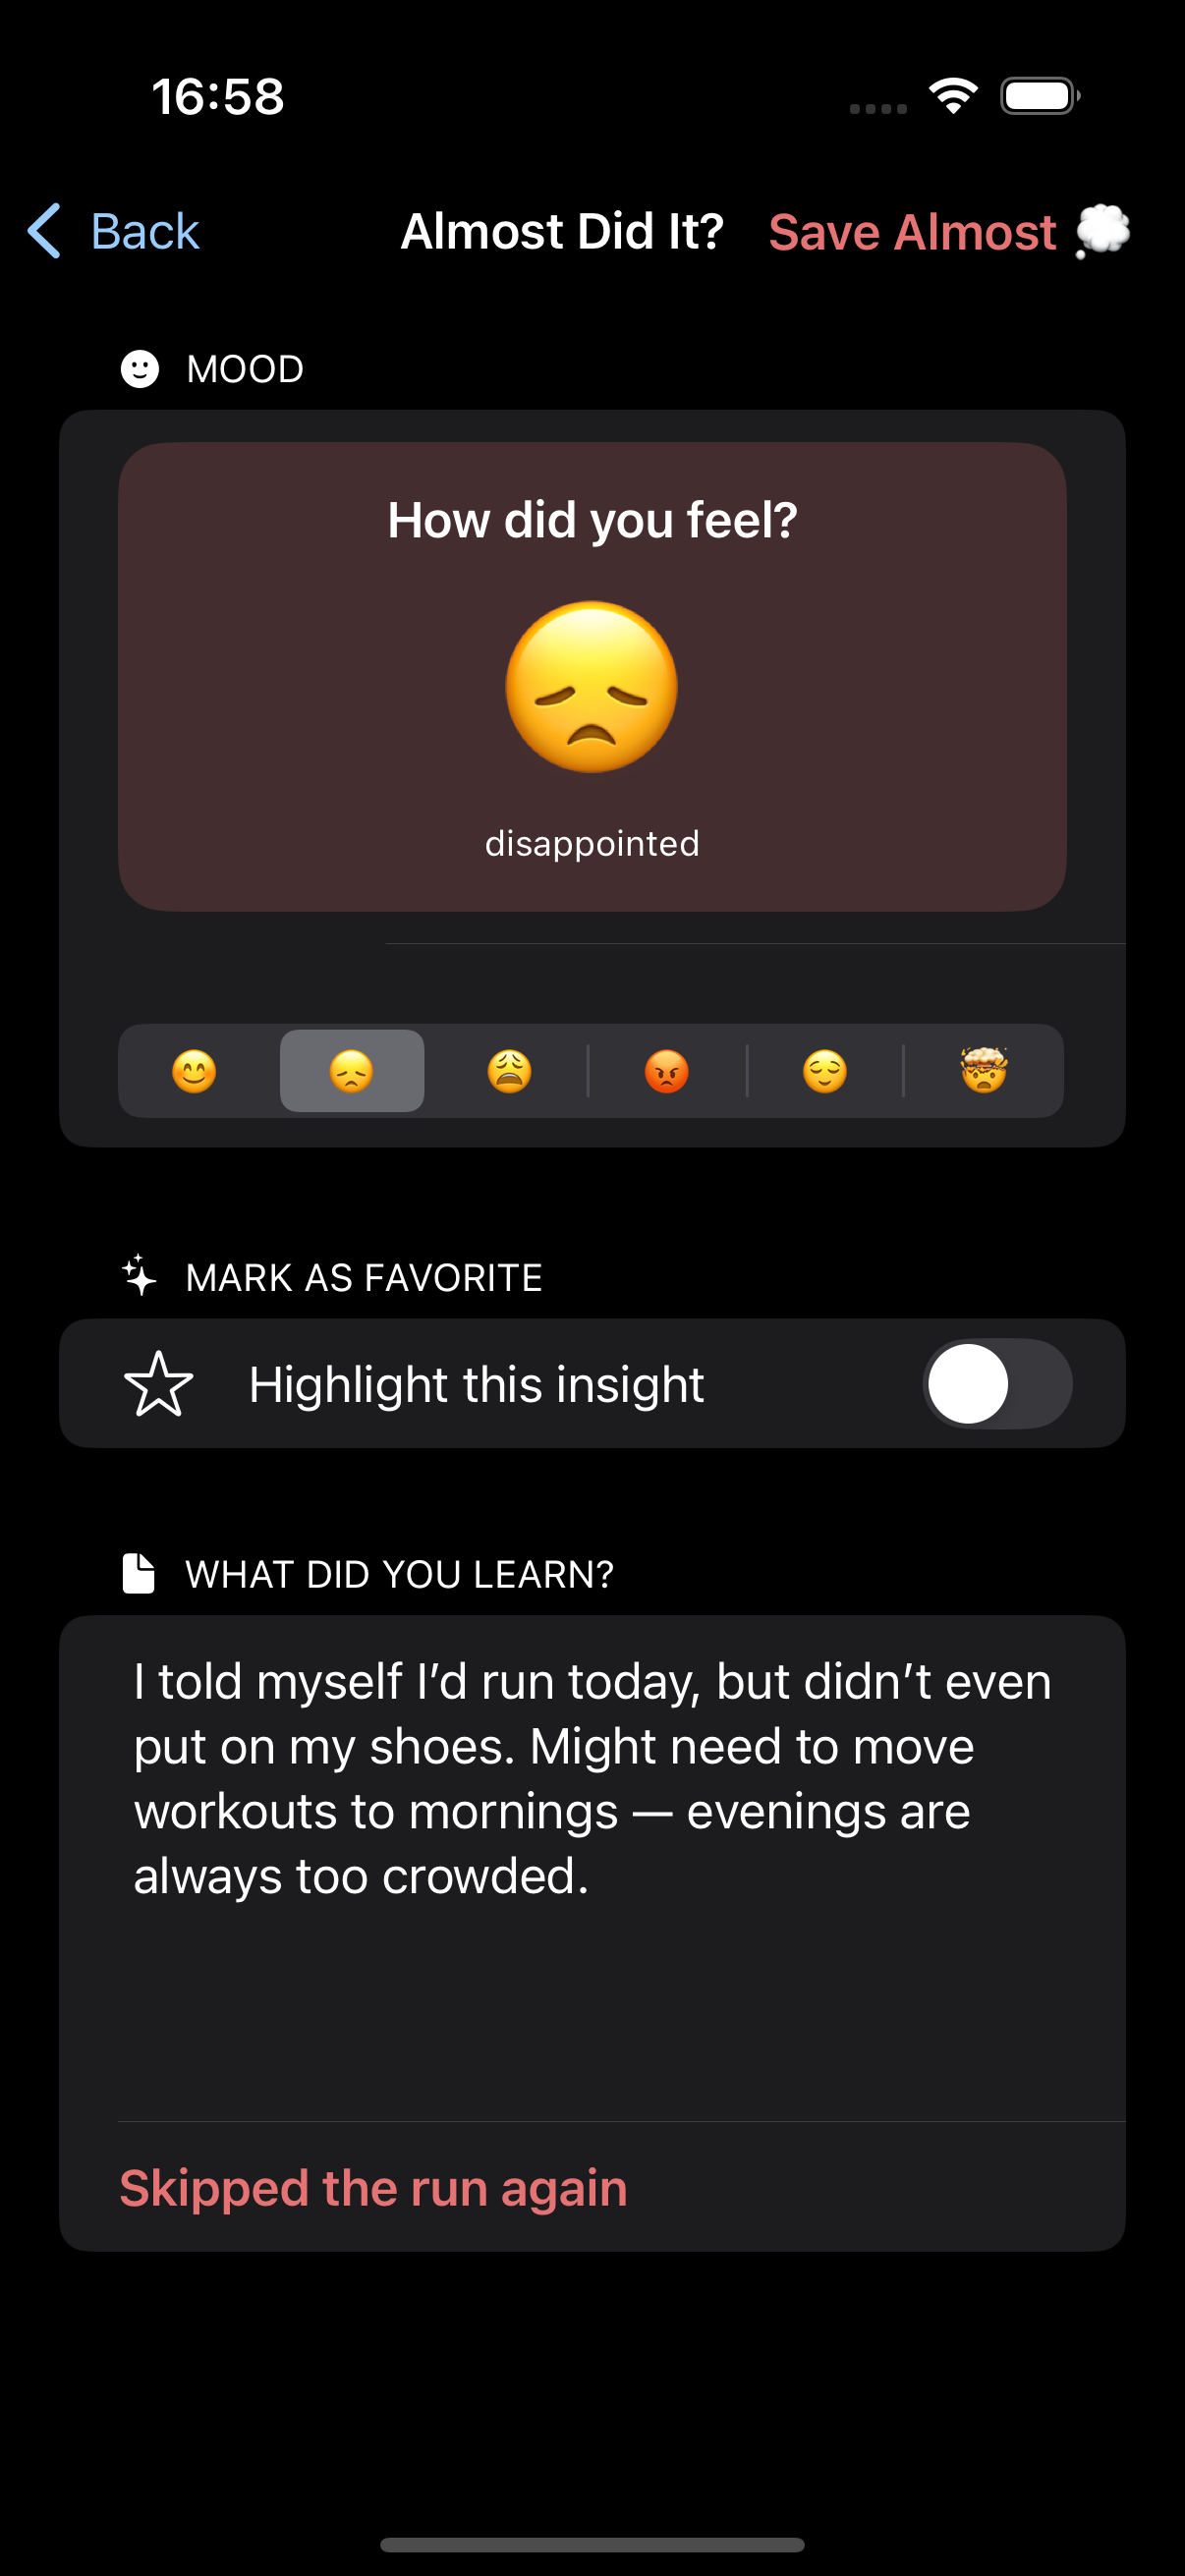 16:58
Back
Almost Did It?
Save Almost 💭
MOOD
How did you feel?
disappointed
MARK AS FAVORITE
Highlight this insight
WHAT DID YOU LEARN?
I told myself I’d run today, but didn’t even
put on my shoes. Might need to move
workouts to mornings — evenings are
always too crowded.
Skipped the run again